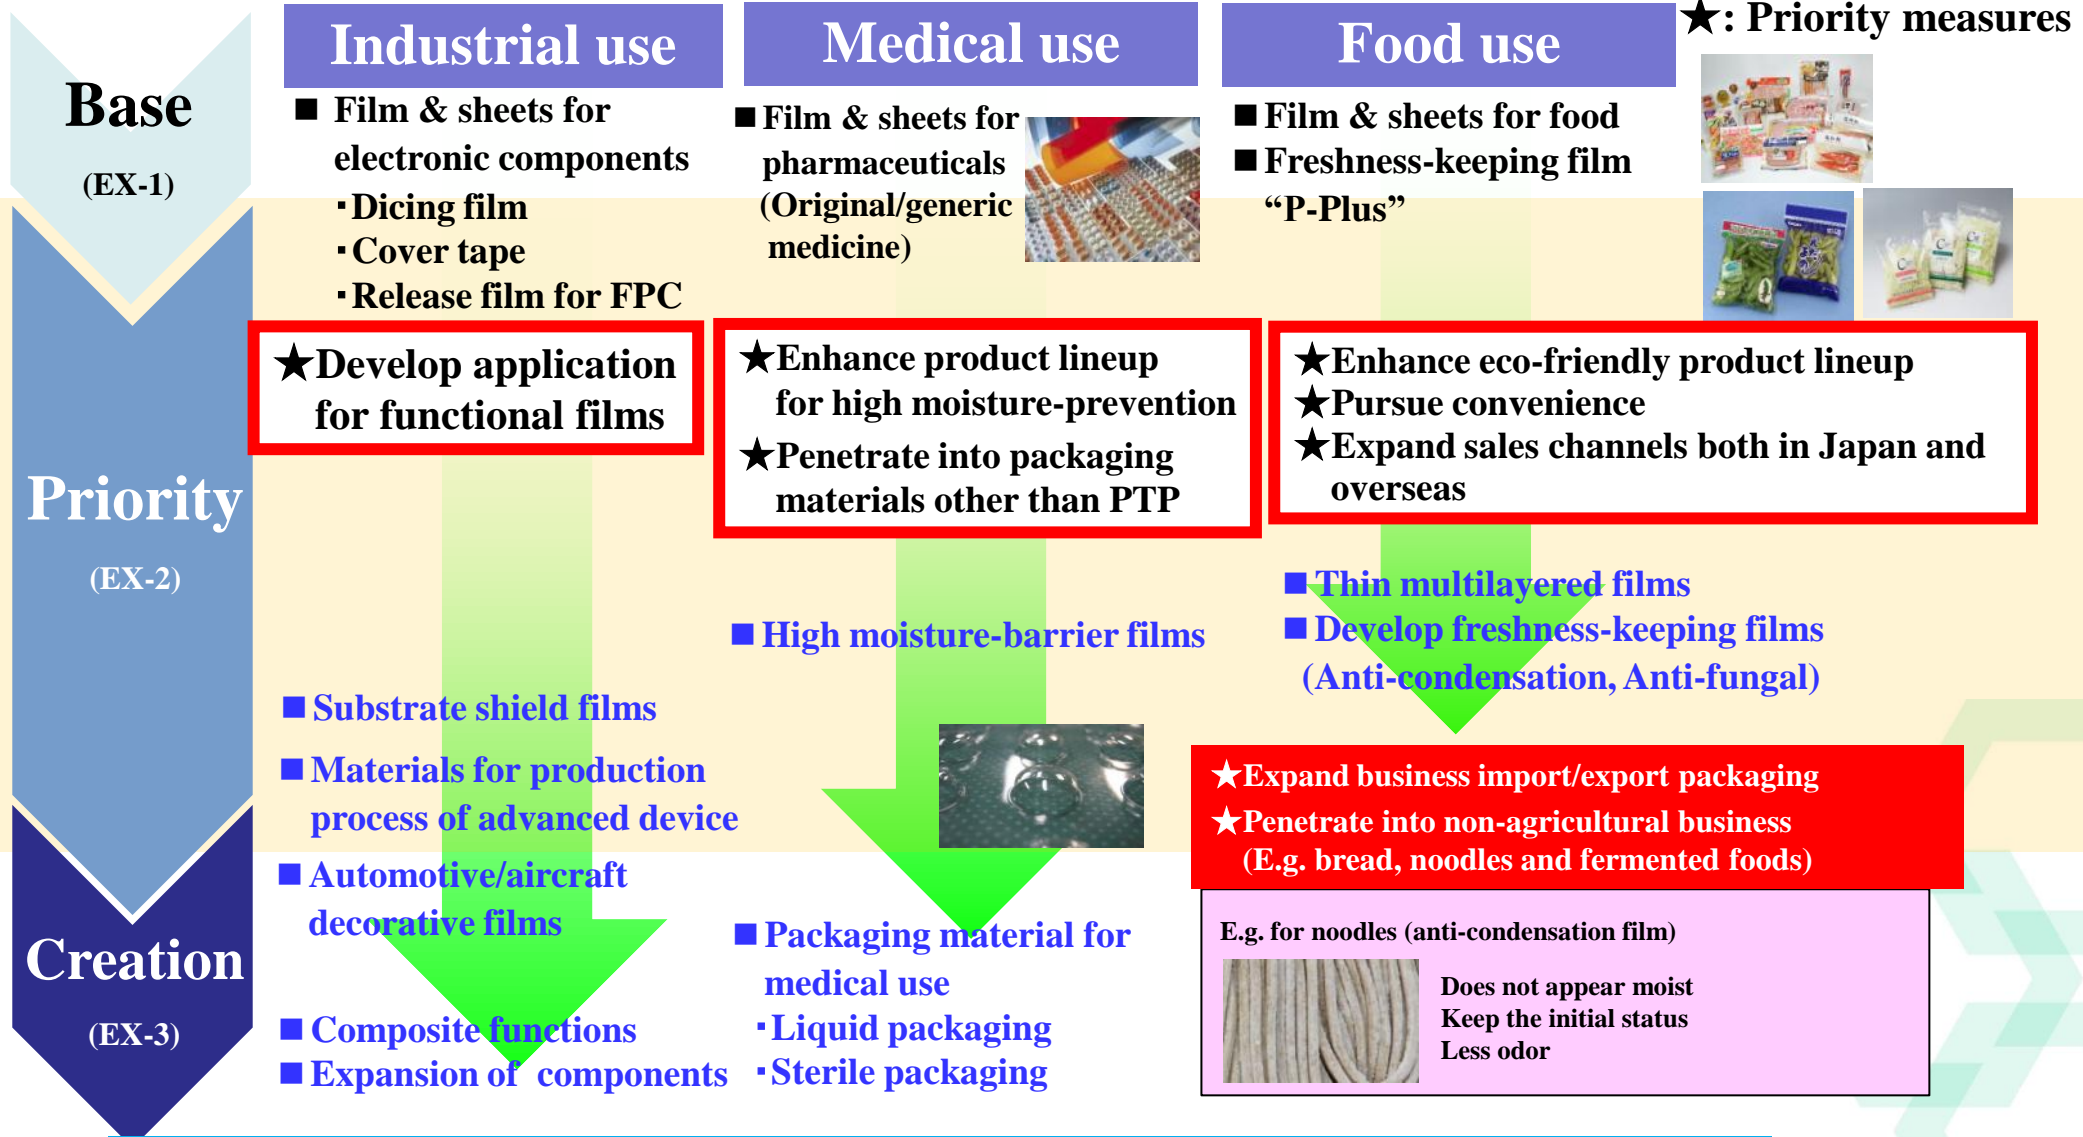 ★: Priority measures
Base
(EX-1)
Priority
(EX-2)
Creation
(EX-3)
Industrial use
■ Film & sheets for
electronic components
・Dicing film
・Cover tape
・Release film for FPC
★Develop application
for functional films
■Substrate shield films
■Materials for production
process of advanced device
■Automotive/aircraft
decorative films
■Composite functions
■Expansion of components
Medical use
■Film & sheets for
pharmaceuticals
(Original/generic
medicine)
★Enhance product lineup
for high moisture-prevention
★Penetrate into packaging
materials other than PTP
■High moisture-barrier films
■Packaging material for
medical use
・Liquid packaging
・Sterile packaging
Food use
■Film & sheets for food
■Freshness-keeping film
“P-Plus”
★Enhance eco-friendly product lineup
★Pursue convenience
★Expand sales channels both in Japan and
overseas
■Thin multilayered films
■Develop freshness-keeping films
(Anti-condensation, Anti-fungal)
★Expand business import/export packaging
★Penetrate into non-agricultural business
(E.g. bread, noodles and fermented foods)
E.g. for noodles (anti-condensation film)
Does not appear moist
Keep the initial status
Less odor